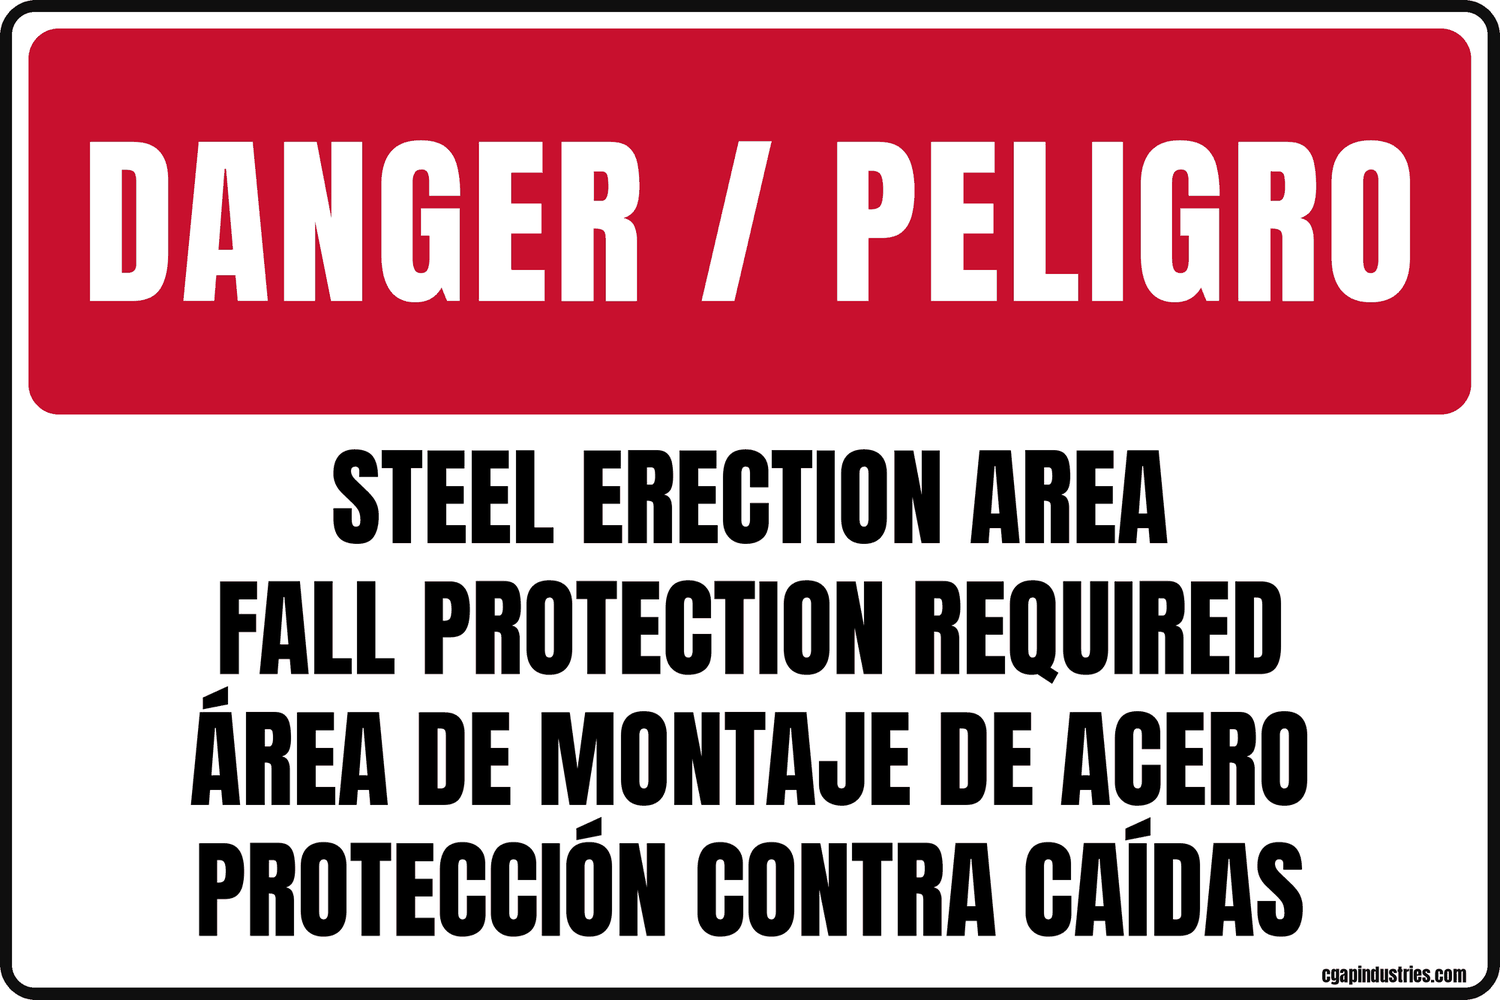 DANGER / PELIGRO
STEEL ERECTION AREA
FALL PROTECTION REQUIRED
ÁREA DE MONTAJE DE ACERO
PROTECCIÓN CONTRA CAÍDAS
cgapindustries.com